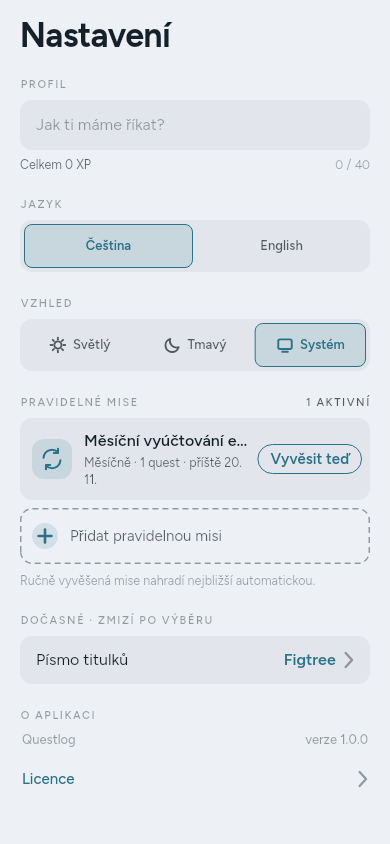 Nastavení
PROFIL
Jak ti máme říkat?
Celkem 0 XP 0 / 40
JAZYK
Čeština English
VZHLED
Světlý Tmavý Systém
PRAVIDELNÉ MISE 1 AKTIVNÍ
Měsíční vyúčtování e...
Měsíčně · 1 quest · příště 20.
11.
Vyvěsit teď
Přidat pravidelnou misi
Ručně vyvěšená mise nahradí nejbližší automatickou.
DOČASNÉ · ZMIZÍ PO VÝBĚRU
Písmo titulků Figtree
O APLIKACI
Questlog verze 1.0.0
Licence